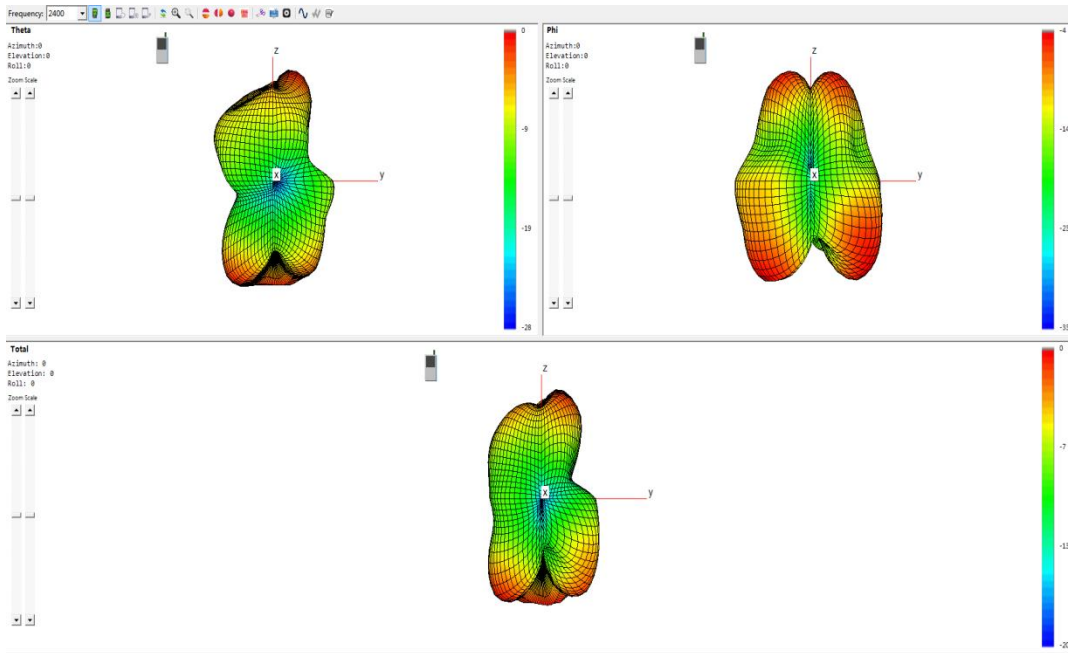 Frequency: 2400
Theta
Azimuth:0
Elevation:0
Roll:0
Zoom Scale
z
x
y
0
-9
-19
-28
Phi
Azimuth:0
Elevation:0
Roll:0
Zoom Scale
z
x
y
-4
-14
-23
-33
Total
Azimuth: 0
Elevation: 0
Roll: 0
Zoom Scale
z
x
y
0
-7
-13
-20